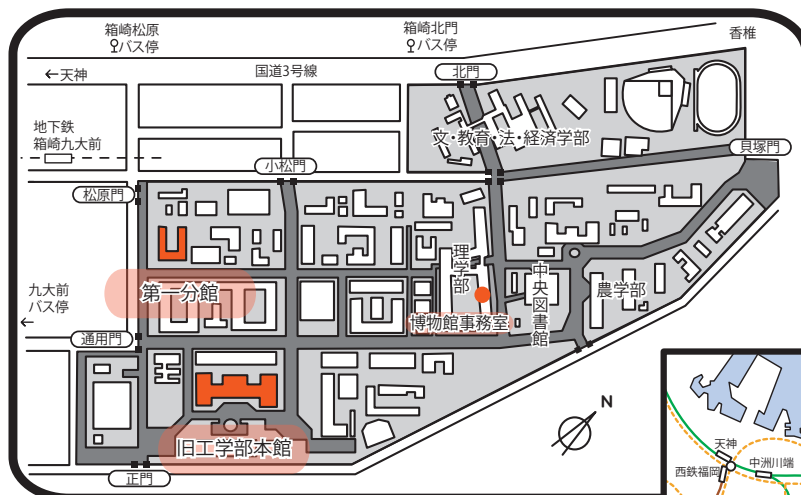 箱崎松原
バス停
箱崎北門
バス停
香椎
←天神
国道3号線
北門
地下鉄
箱崎九大前
文・教育・法・経済学部
貝塚門
小松門
松原門
理学部
中央図書館
農学部
第一分館
九大前
バス停
←
博物館事務室
通用門
N
旧工学部本館
正門
天神
西鉄福岡
中洲川端